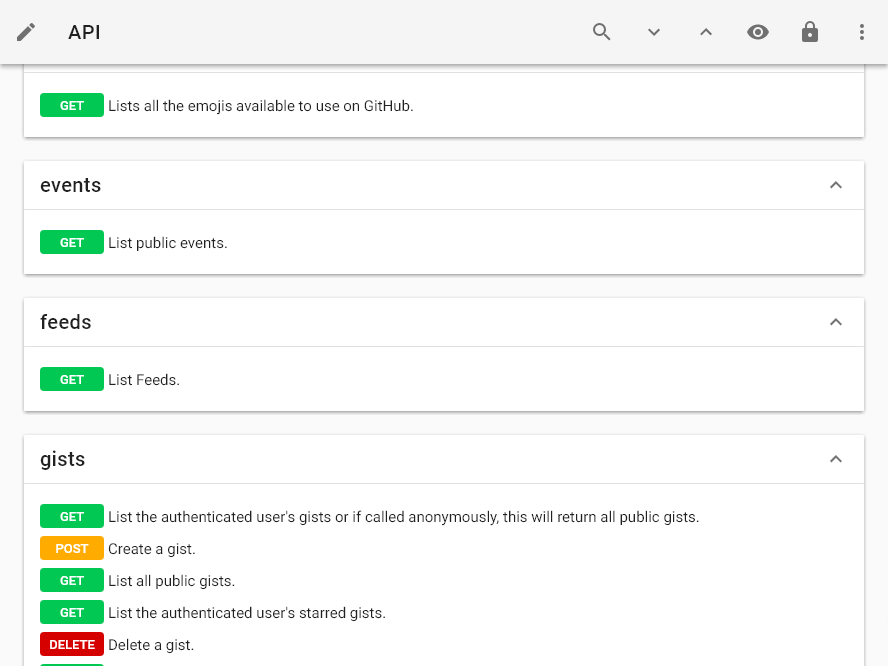 API
GET Lists all the emojis available to use on GitHub.
events
GET List public events.
feeds
GET List Feeds.
gists
GET List the authenticated user's gists or if called anonymously, this will return all public gists.
POST Create a gist.
GET List all public gists.
GET List the authenticated user's starred gists.
DELETE Delete a gist.